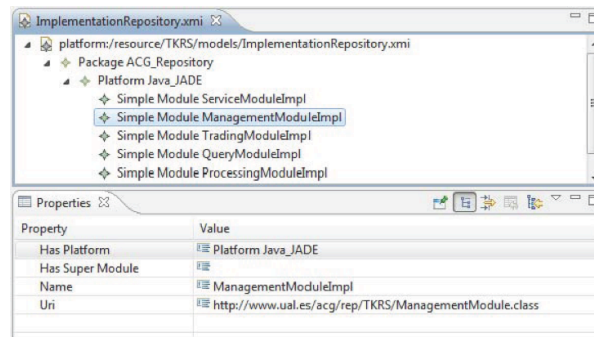 ImplementationRepository.xmi
platform:/resource/TKRS/models/ImplementationRepository.xmi
Package ACG_Repository
Platform Java_JADE
Simple Module ServiceModuleImpl
Simple Module ManagementModuleImpl
Simple Module TradingModuleImpl
Simple Module QueryModuleImpl
Simple Module ProcessingModuleImpl
Properties
Property Value
Has Platform Platform Java_JADE
Has Super Module
Name ManagementModuleImpl
Uri http://www.ual.es/acg/rep/TKRS/ManagementModule.class